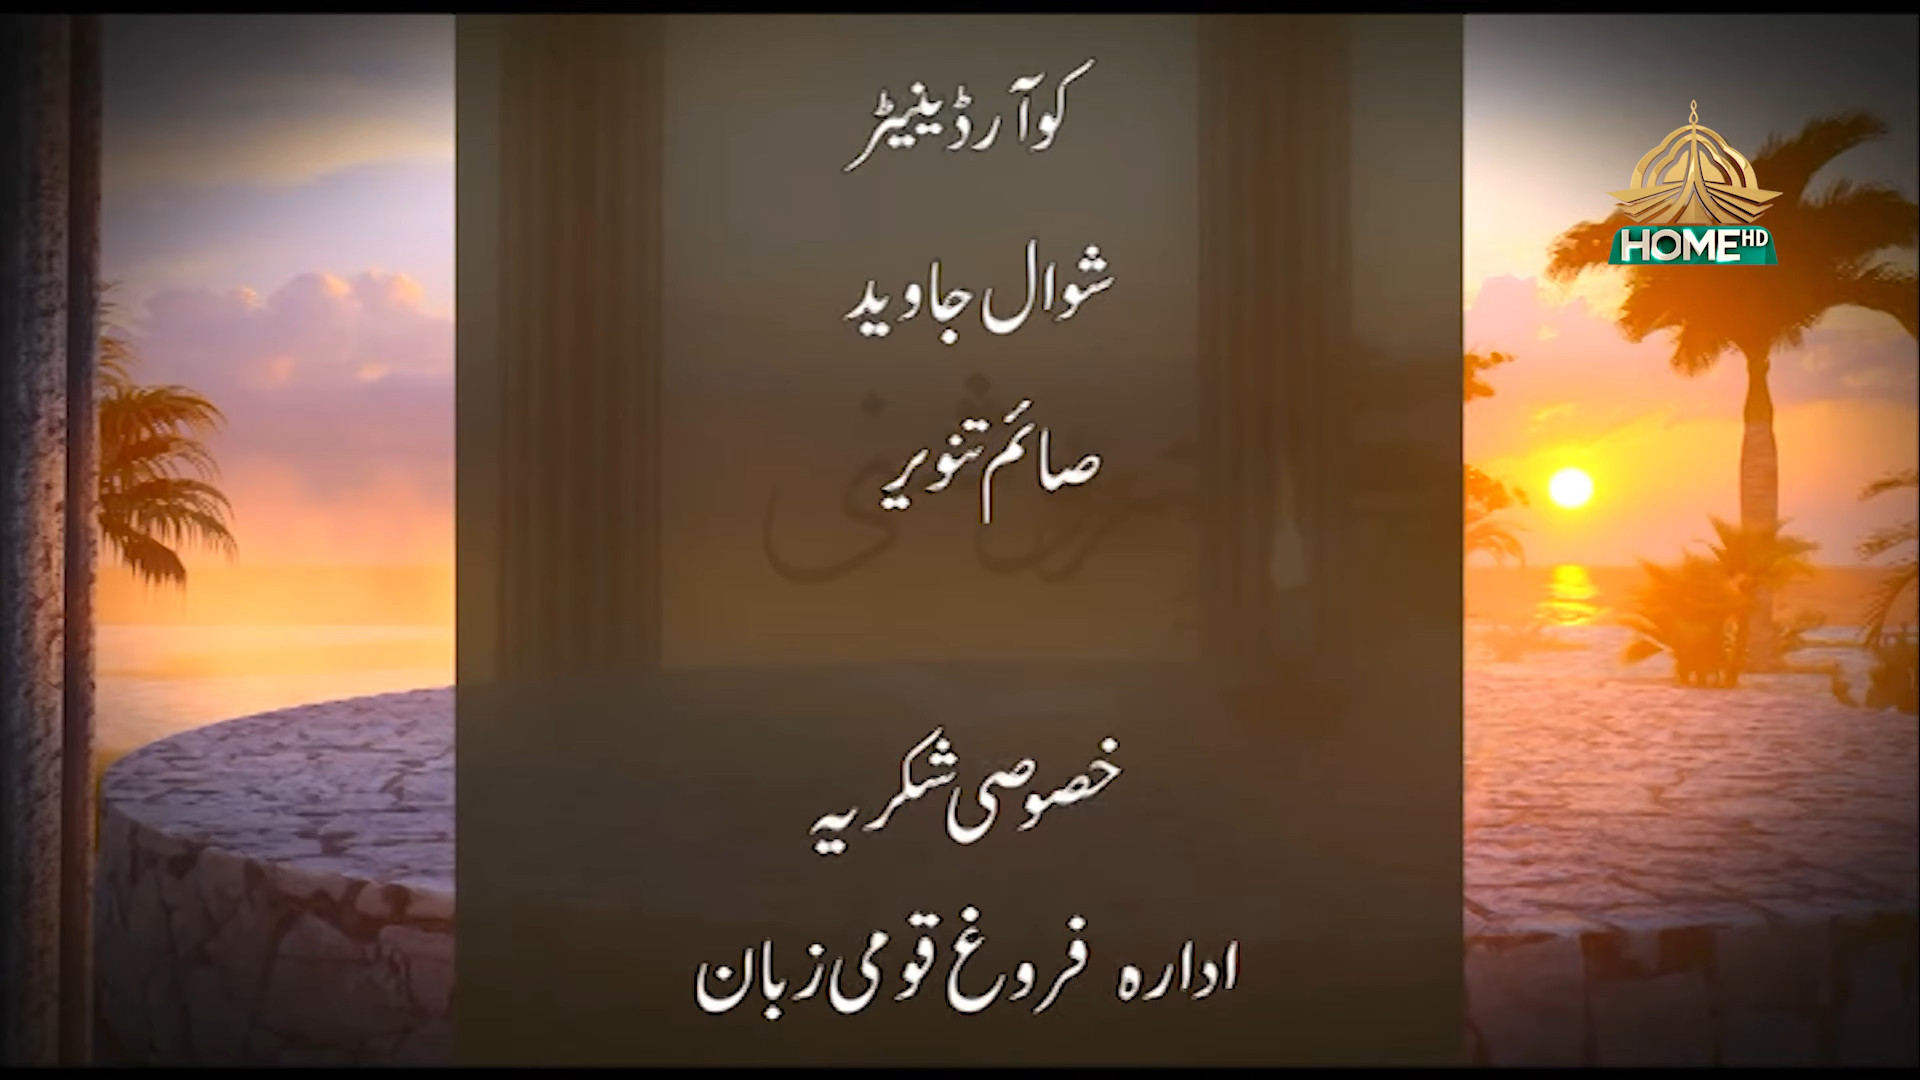 کوآرڈینیٹر
HOME HD
شوال جاوید
صائم تنویر
خصوصی شکریہ
ادارہ فروغ قومی زبان